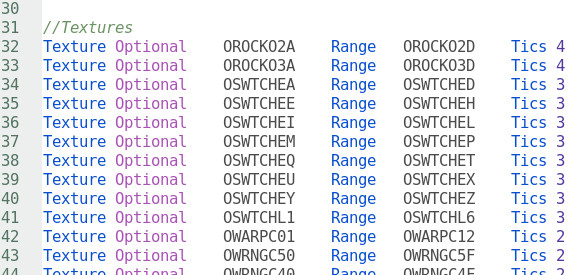 30
31 //Textures
32 Texture Optional OROCKO2A Range OROCKO2D Tics 4
33 Texture Optional OROCKO3A Range OROCKO3D Tics 4
34 Texture Optional OSWTCHEA Range OSWTCHED Tics 3
35 Texture Optional OSWTCHEE Range OSWTCHEH Tics 3
36 Texture Optional OSWTCHEI Range OSWTCHEL Tics 3
37 Texture Optional OSWTCHEM Range OSWTCHEP Tics 3
38 Texture Optional OSWTCHEQ Range OSWTCHET Tics 3
39 Texture Optional OSWTCHEU Range OSWTCHEX Tics 3
40 Texture Optional OSWTCHEY Range OSWTCHEZ Tics 3
41 Texture Optional OSWTCHL1 Range OSWTCHL6 Tics 3
42 Texture Optional OWARPC01 Range OWARPC12 Tics 2
43 Texture Optional OWRNGC50 Range OWRNGC5F Tics 2
44 Texture Optional OWRNGC40 Range OWRNGC4F Tics 2